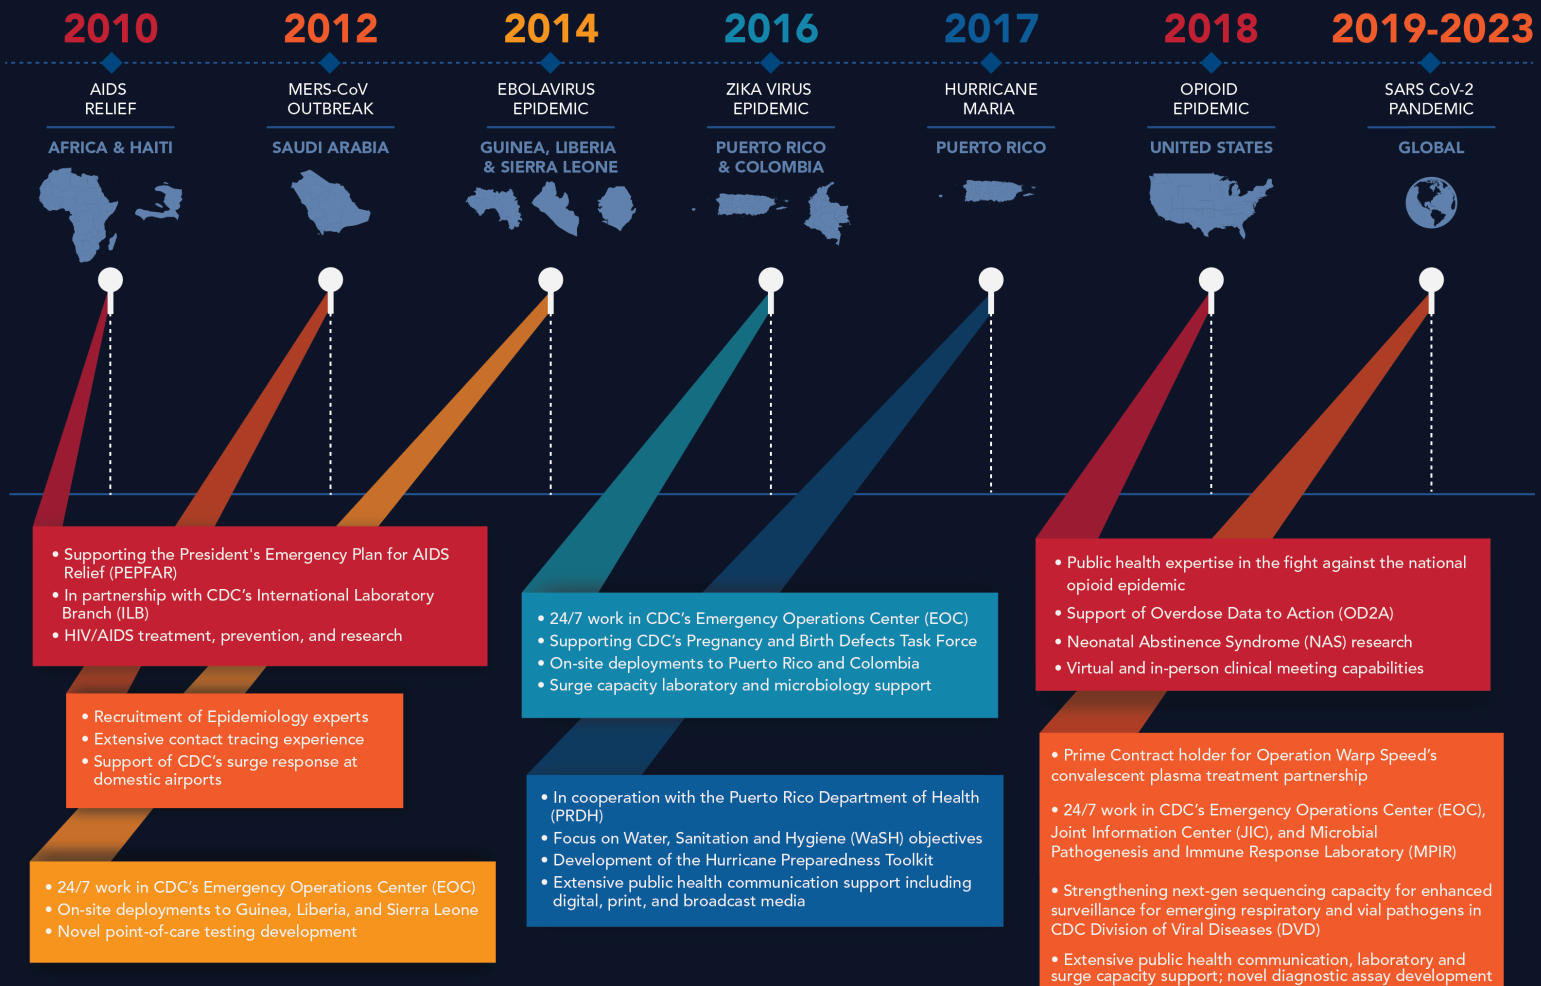 2010
2012
2014
2016
2017
2018
2019-2023
AIDS
RELIEF
AFRICA & HAITI
MERS-CoV
OUTBREAK
SAUDI ARABIA
EBOLAVIRUS
EPIDEMIC
GUINEA, LIBERIA
& SIERRA LEONE
ZIKA VIRUS
EPIDEMIC
PUERTO RICO
& COLOMBIA
HURRICANE
MARIA
PUERTO RICO
OPIOID
EPIDEMIC
UNITED STATES
SARS CoV-2
PANDEMIC
GLOBAL
• Supporting the President's Emergency Plan for AIDS
Relief (PEPFAR)
• In partnership with CDC's International Laboratory
Branch (ILB)
• HIV/AIDS treatment, prevention, and research
• Recruitment of Epidemiology experts
• Extensive contact tracing experience
• Support of CDC's surge response at
domestic airports
• 24/7 work in CDC's Emergency Operations Center (EOC)
• On-site deployments to Guinea, Liberia, and Sierra Leone
• Novel point-of-care testing development
• 24/7 work in CDC's Emergency Operations Center (EOC)
• Supporting CDC's Pregnancy and Birth Defects Task Force
• On-site deployments to Puerto Rico and Colombia
• Surge capacity laboratory and microbiology support
• In cooperation with the Puerto Rico Department of Health
(PRDH)
• Focus on Water, Sanitation and Hygiene (WaSH) objectives
• Development of the Hurricane Preparedness Toolkit
• Extensive public health communication support including
digital, print, and broadcast media
• Public health expertise in the fight against the national
opioid epidemic
• Support of Overdose Data to Action (OD2A)
• Neonatal Abstinence Syndrome (NAS) research
• Virtual and in-person clinical meeting capabilities
• Prime Contract holder for Operation Warp Speed's
convalescent plasma treatment partnership
• 24/7 work in CDC's Emergency Operations Center (EOC),
Joint Information Center (JIC), and Microbial
Pathogenesis and Immune Response Laboratory (MPIR)
• Strengthening next-gen sequencing capacity for enhanced
surveillance for emerging respiratory and vial pathogens in
CDC Division of Viral Diseases (DVD)
• Extensive public health communication, laboratory and
surge capacity support; novel diagnostic assay development